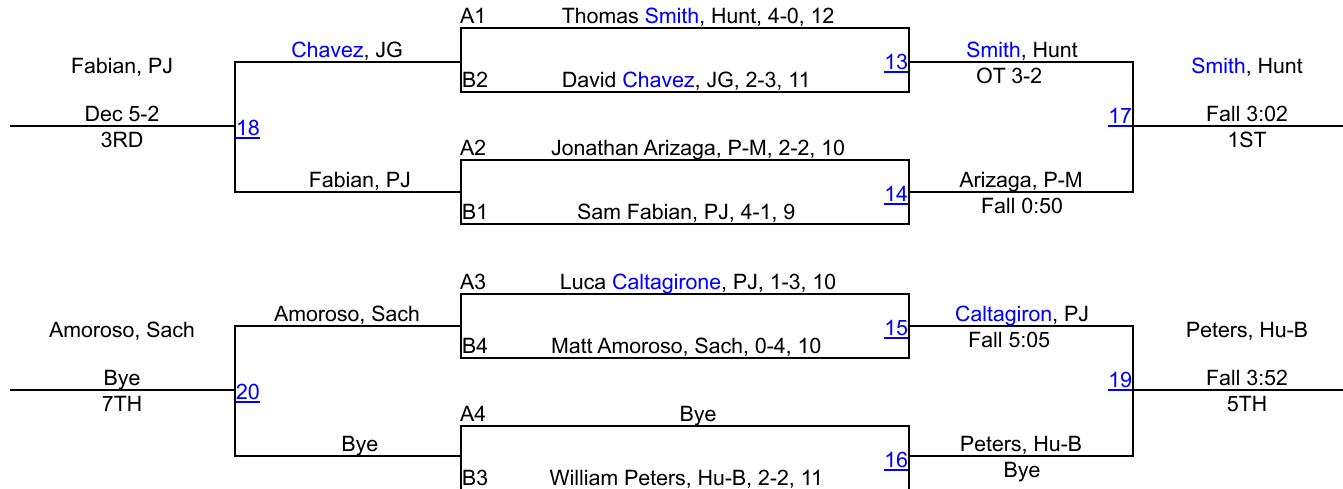 A1 Thomas Smith, Hunt, 4-0, 12
Chavez, JG
Smith, Hunt
Fabian, PJ
13
Smith, Hunt
OT 3-2
B2 David Chavez, JG, 2-3, 11
Dec 5-2
18
17
Fall 3:02
3RD
1ST
A2 Jonathan Arizaga, P-M, 2-2, 10
Fabian, PJ
14
Arizaga, P-M
Fall 0:50
B1 Sam Fabian, PJ, 4-1, 9
A3 Luca Caltagirone, PJ, 1-3, 10
Amoroso, Sach
Caltagiron, PJ
Amoroso, Sach
15
Peters, Hu-B
Fall 5:05
B4 Matt Amoroso, Sach, 0-4, 10
Bye
20
19
Fall 3:52
7TH
5TH
A4 Bye
Bye
16
Peters, Hu-B
Bye
B3 William Peters, Hu-B, 2-2, 11